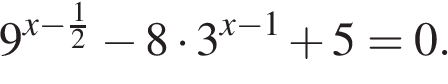 $9^{x-\frac{1}{2}} - 8 \cdot 3^{x-1} + 5 = 0.$